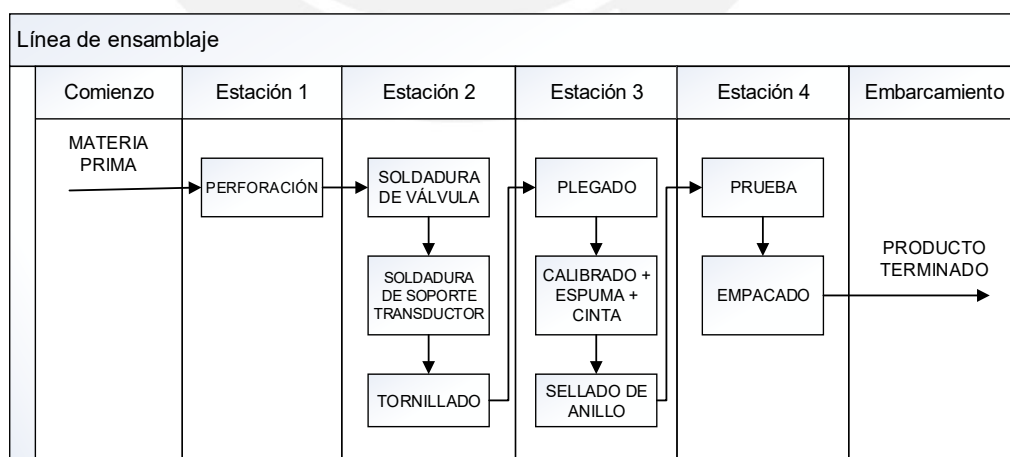 Línea de ensamblaje
Comienzo
Estación 1
Estación 2
Estación 3
Estación 4
Embarcamiento
MATERIA
PRIMA
PERFORACIÓN
SOLDADURA
DE VÁLVULA
SOLDADURA
DE SOPORTE
TRANSDUCTOR
TORNILLADO
PLEGADO
CALIBRADO +
ESPUMA +
CINTA
SELLADO DE
ANILLO
PRUEBA
EMPACADO
PRODUCTO
TERMINADO